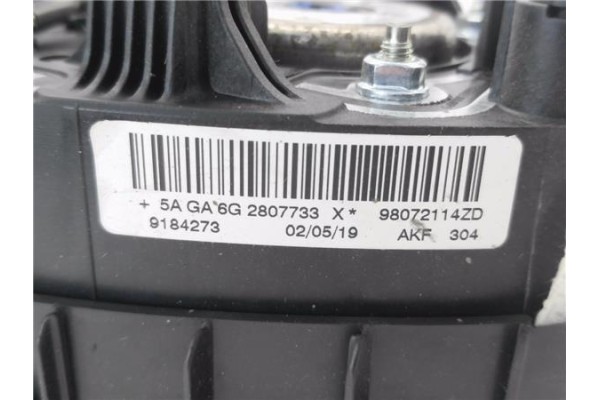 + 5A GA 6G 2807733 X* 98072114ZD
9184273 02/05/19 AKF 304